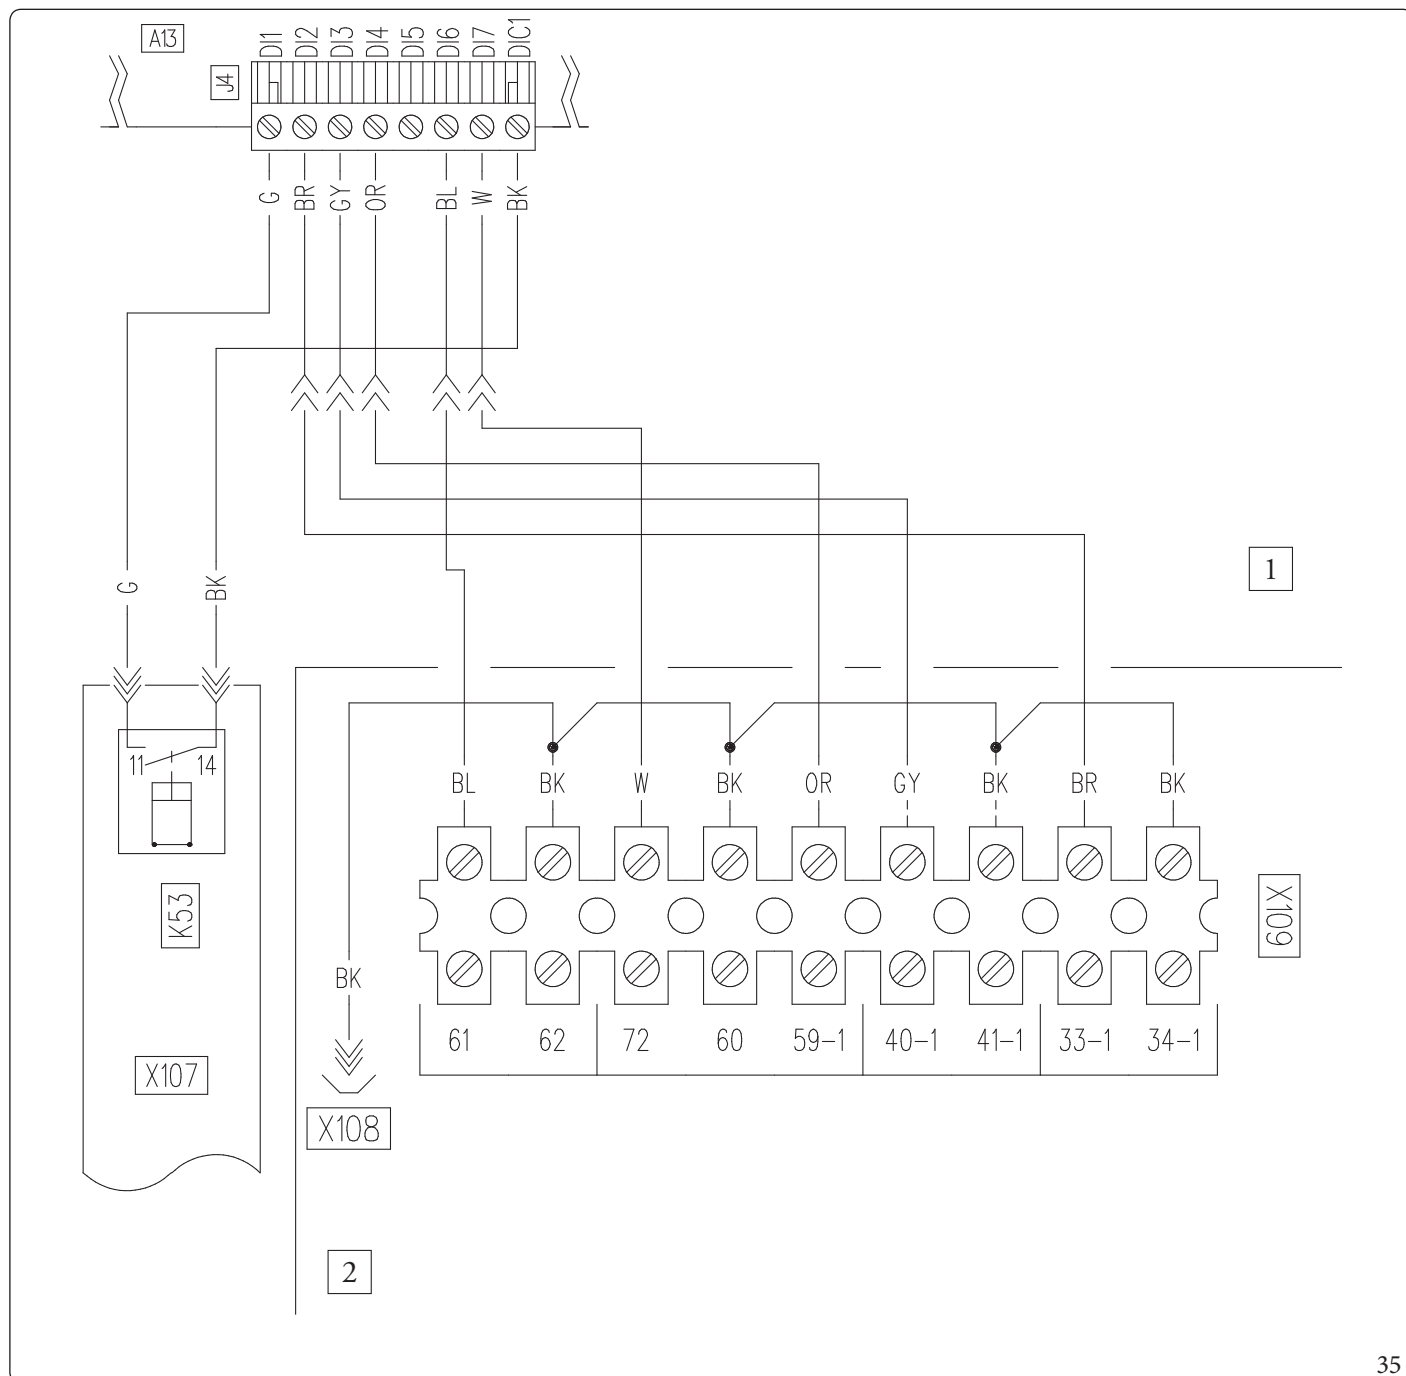 A13
DI1 DI2 DI3 DI4 DI5 DI6 DI7 DIC1
J4
G BR GY OR BL W BK
G BK
1
11 14
BL BK W BK OR GY BK BR BK
K53
X109
BK
61 62 72 60 59-1 40-1 41-1 33-1 34-1
X107
X108
2
35